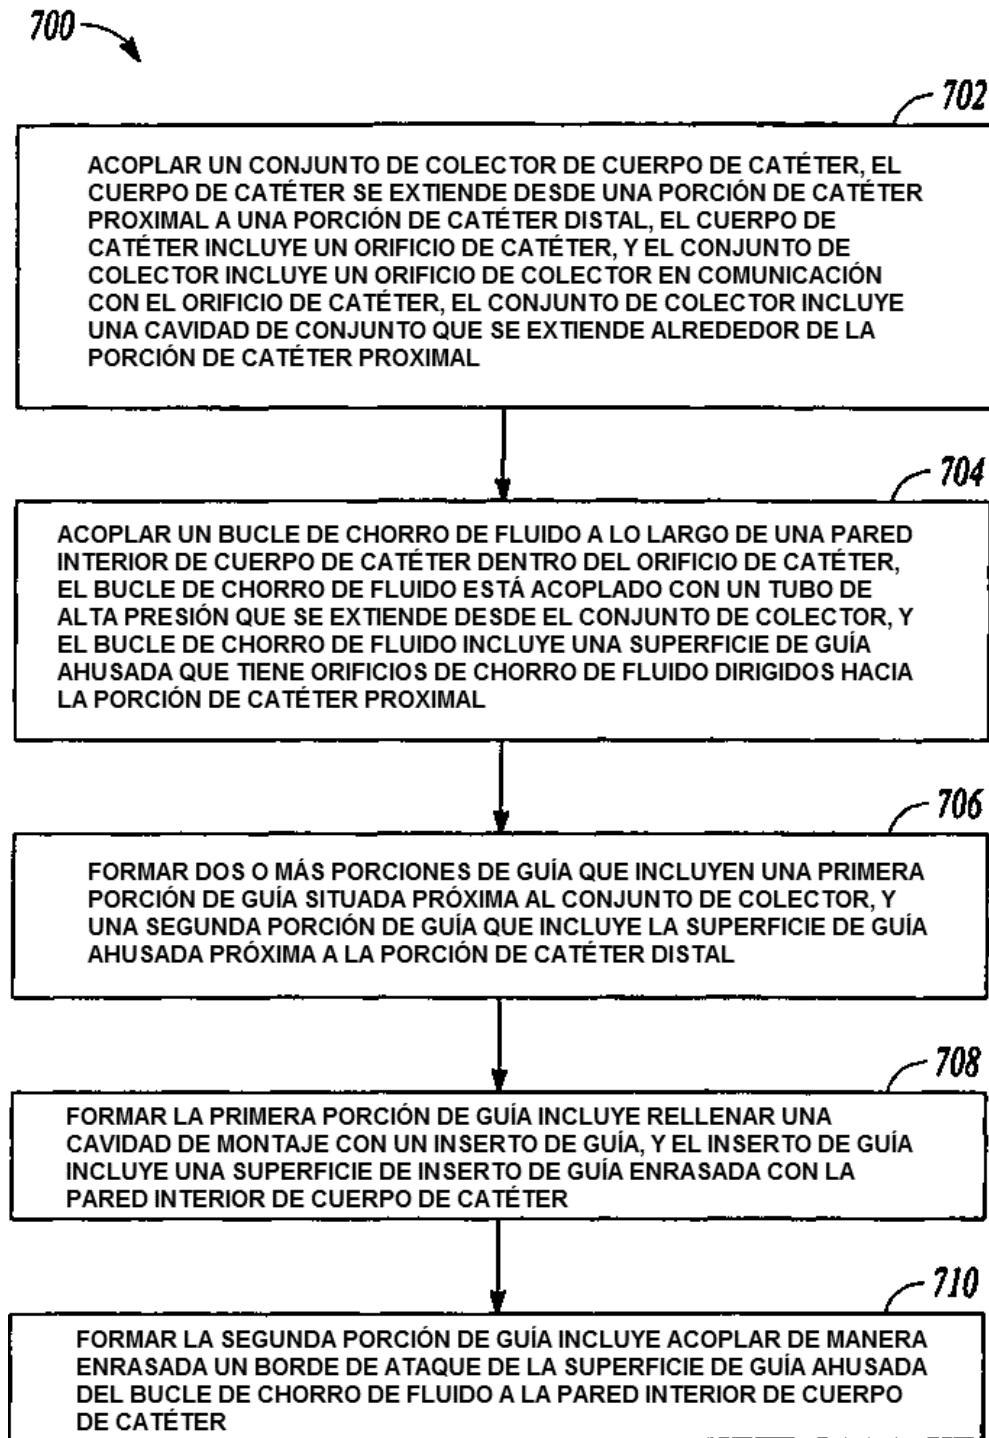 700
702
ACOPLAR UN CONJUNTO DE COLECTOR DE CUERPO DE CATÉTER, EL
CUERPO DE CATÉTER SE EXTIENDE DESDE UNA PORCIÓN DE CATÉTER
PROXIMAL A UNA PORCIÓN DE CATÉTER DISTAL, EL CUERPO DE
CATÉTER INCLUYE UN ORIFICIO DE CATÉTER, Y EL CONJUNTO DE
COLECTOR INCLUYE UN ORIFICIO DE COLECTOR EN COMUNICACIÓN
CON EL ORIFICIO DE CATÉTER, EL CONJUNTO DE COLECTOR INCLUYE
UNA CAVIDAD DE CONJUNTO QUE SE EXTIENDE ALREDEDOR DE LA
PORCIÓN DE CATÉTER PROXIMAL
704
ACOPLAR UN BUCLE DE CHORRO DE FLUIDO A LO LARGO DE UNA PARED
INTERIOR DE CUERPO DE CATÉTER DENTRO DEL ORIFICIO DE CATÉTER,
EL BUCLE DE CHORRO DE FLUIDO ESTÁ ACOPLADO CON UN TUBO DE
ALTA PRESIÓN QUE SE EXTIENDE DESDE EL CONJUNTO DE COLECTOR, Y
EL BUCLE DE CHORRO DE FLUIDO INCLUYE UNA SUPERFICIE DE GUÍA
AHUSADA QUE TIENE ORIFICIOS DE CHORRO DE FLUIDO DIRIGIDOS HACIA
LA PORCIÓN DE CATÉTER PROXIMAL
706
FORMAR DOS O MÁS PORCIONES DE GUÍA QUE INCLUYEN UNA PRIMERA
PORCIÓN DE GUÍA SITUADA PRÓXIMA AL CONJUNTO DE COLECTOR, Y
UNA SEGUNDA PORCIÓN DE GUÍA QUE INCLUYE LA SUPERFICIE DE GUÍA
AHUSADA PRÓXIMA A LA PORCIÓN DE CATÉTER DISTAL
708
FORMAR LA PRIMERA PORCIÓN DE GUÍA INCLUYE RELLENAR UNA
CAVIDAD DE MONTAJE CON UN INSERTO DE GUÍA, Y EL INSERTO DE GUÍA
INCLUYE UNA SUPERFICIE DE INSERTO DE GUÍA ENRASADA CON LA
PARED INTERIOR DE CUERPO DE CATÉTER
710
FORMAR LA SEGUNDA PORCIÓN DE GUÍA INCLUYE ACOPLAR DE MANERA
ENRASADA UN BORDE DE ATAQUE DE LA SUPERFICIE DE GUÍA AHUSADA
DEL BUCLE DE CHORRO DE FLUIDO A LA PARED INTERIOR DE CUERPO
DE CATÉTER